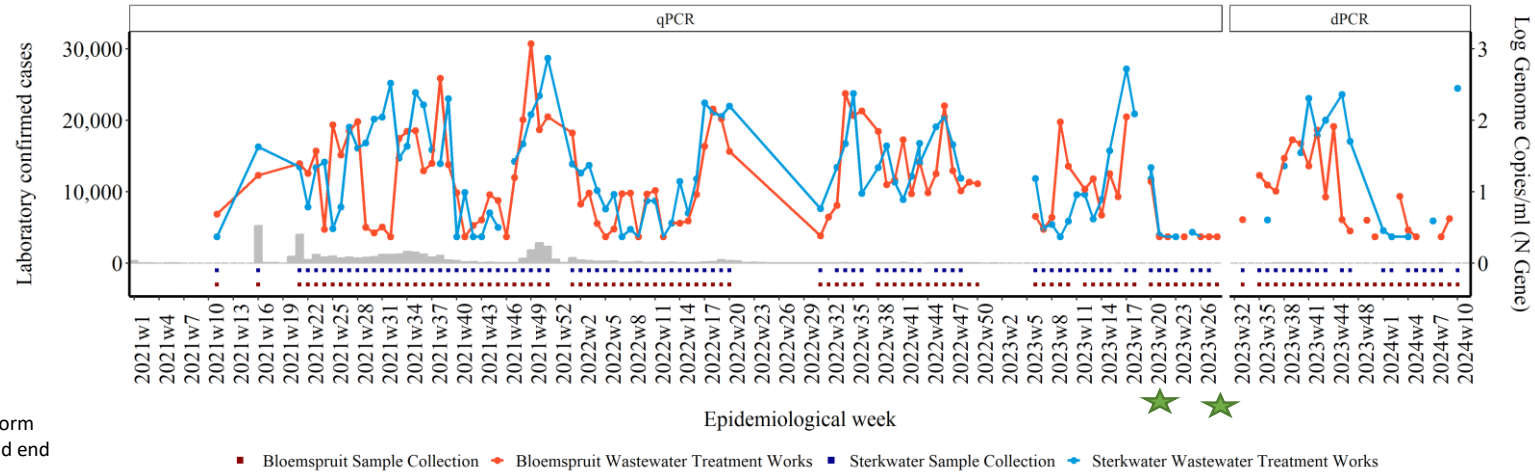 qPCR
dPCR
Laboratory confirmed cases
30,000
20,000
10,000
0
3
2
1
0
Log Genome Copies/ml (N Gene)
2021w1
2021w4
2021w7
2021w10
2021w13
2021w16
2021w19
2021w22
2021w25
2021w28
2021w31
2021w34
2021w37
2021w40
2021w43
2021w46
2021w49
2021w52
2022w2
2022w5
2022w8
2022w11
2022w14
2022w17
2022w20
2022w23
2022w26
2022w29
2022w32
2022w35
2022w38
2022w41
2022w44
2022w47
2022w50
2023w2
2023w5
2023w8
2023w11
2023w14
2023w17
2023w20
2023w23
2023w26
2023w32
2023w35
2023w38
2023w41
2023w44
2023w48
2024w1
2024w4
2024w7
2024w10
Epidemiological week
orm
d end
Bloemspruit Sample Collection
Bloemspruit Wastewater Treatment Works
Sterkwater Sample Collection
Sterkwater Wastewater Treatment Works